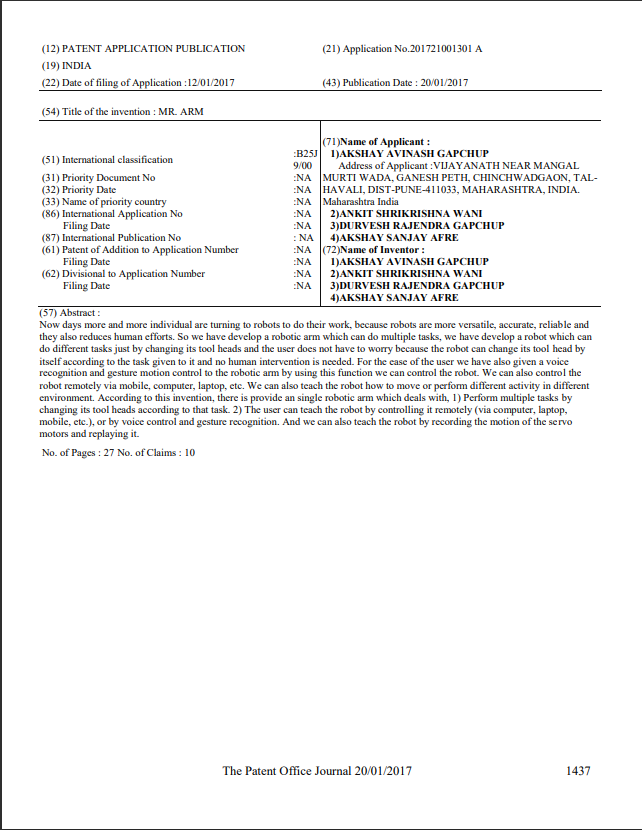 (12) PATENT APPLICATION PUBLICATION
(21) Application No.201721001301 A
(19) INDIA
(22) Date of filing of Application :12/01/2017
(43) Publication Date : 20/01/2017
(54) Title of the invention : MR. ARM
(51) International classification :B25J 9/00
(31) Priority Document No :NA
(32) Priority Date :NA
(33) Name of priority country :NA
(86) International Application No :NA
Filing Date :NA
(87) International Publication No : NA
(61) Patent of Addition to Application Number :NA
Filing Date :NA
(62) Divisional to Application Number :NA
Filing Date :NA
(71)Name of Applicant :
1)AKSHAY AVINASH GAPCHUP
Address of Applicant :VIJAYANATH NEAR MANGAL
MURTI WADA, GANESH PETH, CHINCHWADGAON, TAL-
HAVALI, DIST-PUNE-411033, MAHARASHTRA, INDIA.
Maharashtra India
2)ANKIT SHRIKRISHNA WANI
3)DURVESH RAJENDRA GAPCHUP
4)AKSHAY SANJAY AFRE
(72)Name of Inventor :
1)AKSHAY AVINASH GAPCHUP
2)ANKIT SHRIKRISHNA WANI
3)DURVESH RAJENDRA GAPCHUP
4)AKSHAY SANJAY AFRE
(57) Abstract :
Now days more and more individual are turning to robots to do their work, because robots are more versatile, accurate, reliable and
they also reduces human efforts. So we have develop a robotic arm which can do multiple tasks, we have develop a robot which can
do different tasks just by changing its tool heads and the user does not have to worry because the robot can change its tool head by
itself according to the task given to it and no human intervention is needed. For the ease of the user we have also given a voice
recognition and gesture motion control to the robotic arm by using this function we can control the robot. We can also control the
robot remotely via mobile, computer, laptop, etc. We can also teach the robot how to move or perform different activity in different
environment. According to this invention, there is provide an single robotic arm which deals with, 1) Perform multiple tasks by
changing its tool heads according to that task. 2) The user can teach the robot by controlling it remotely (via computer, laptop,
mobile, etc.), or by voice control and gesture recognition. And we can also teach the robot by recording the motion of the servo
motors and replaying it.
No. of Pages : 27 No. of Claims : 10
The Patent Office Journal 20/01/2017
1437